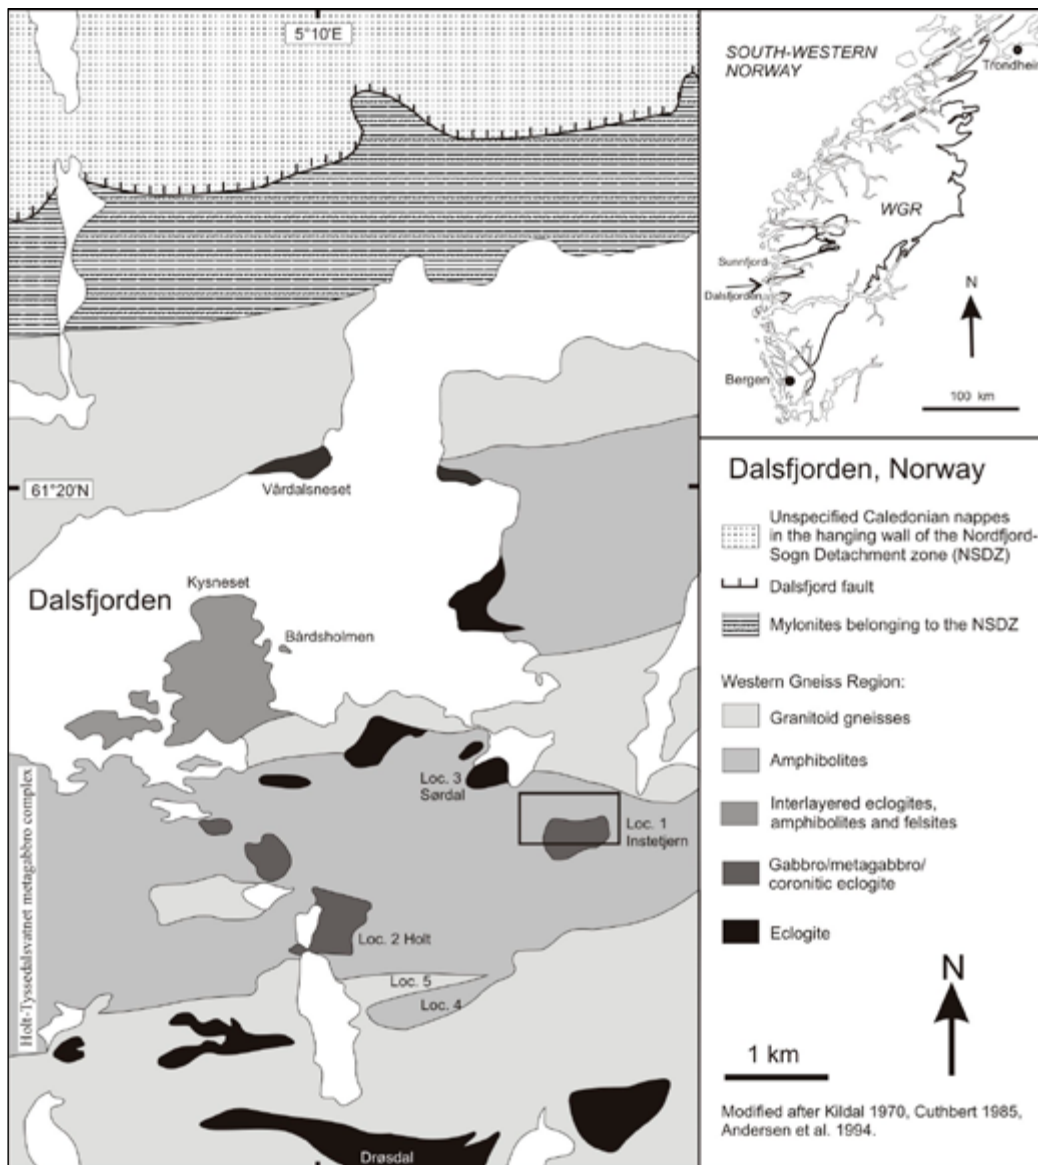 5°10'E
61°20'N
Vårdalsneset
Dalsfjorden
Kysneset
Bårdsholmen
Loc. 3
Sørdal
Loc. 1
Instetjern
Loc. 2 Holt
Loc. 5
Loc. 4
Holt-Tyssedalsvatnet metagabbro complex
Drøsdal
SOUTH-WESTERN
NORWAY
Trondheim
WGR
Sunnfjord
Dalsfjorden
Bergen
N
100 km
Dalsfjorden, Norway
Unspecified Caledonian nappes
in the hanging wall of the Nordfjord-
Sogn Detachment zone (NSDZ)
Dalsfjord fault
Mylonites belonging to the NSDZ
Western Gneiss Region:
Granitoid gneisses
Amphibolites
Interlayered eclogites,
amphibolites and felsites
Gabbro/metagabbro/
coronitic eclogite
Eclogite
N
1 km
Modified after Kildal 1970, Cuthbert 1985,
Andersen et al. 1994.